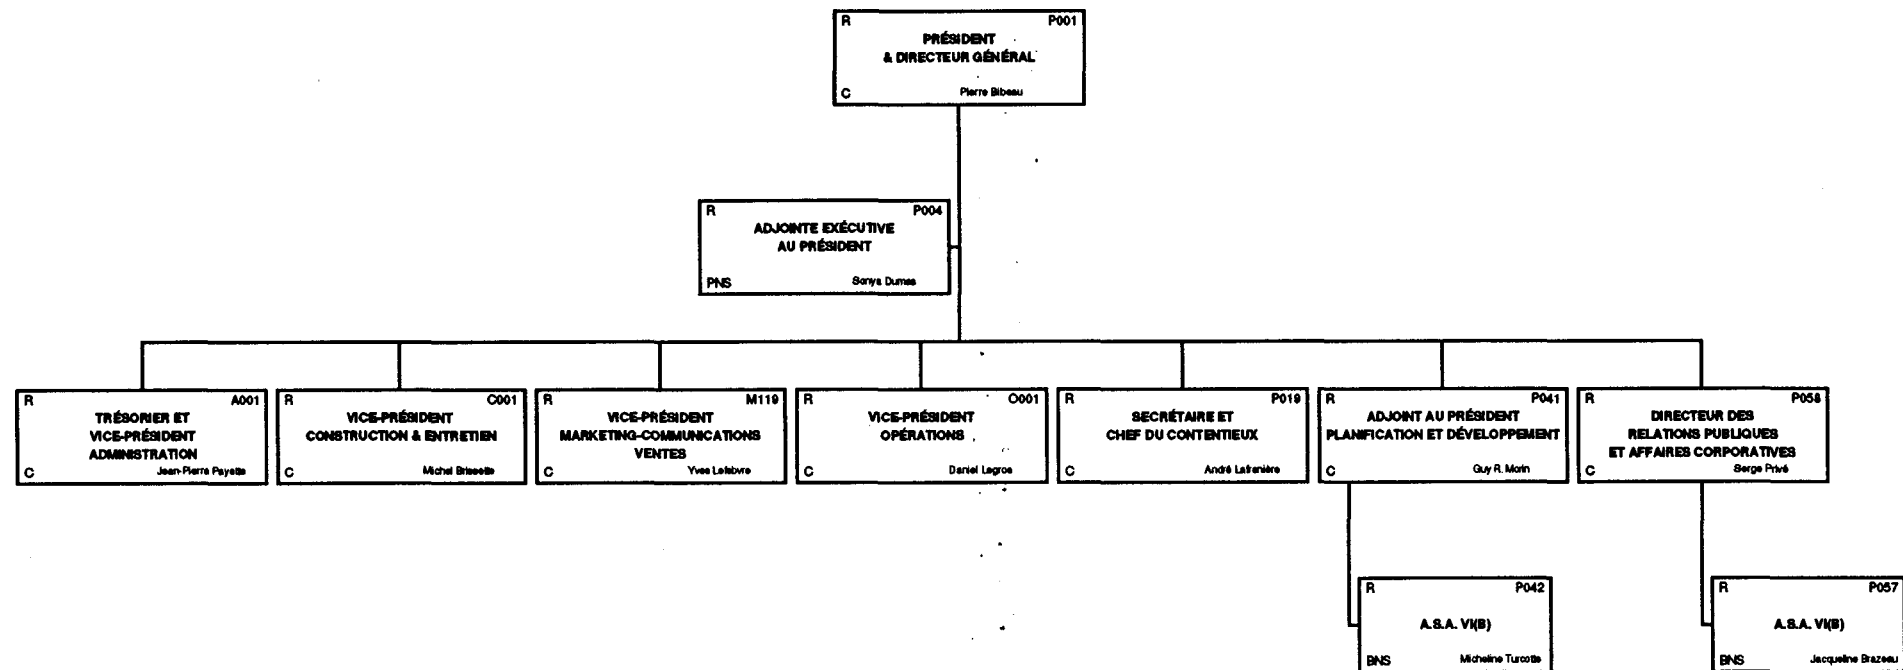 R P001
PRÉSIDENT
& DIRECTEUR GÉNÉRAL
C Pierre Bibeau
R P004
ADJOINTE EXÉCUTIVE
AU PRÉSIDENT
PNS Sonya Dumas
R A001
TRÉSORIER ET
VICE-PRÉSIDENT
ADMINISTRATION
C Jean-Pierre Payette
R C001
VICE-PRÉSIDENT
CONSTRUCTION & ENTRETIEN
C Michel Brissette
R M119
VICE-PRÉSIDENT
MARKETING-COMMUNICATIONS
VENTES
C Yves Lefebvre
R O001
VICE-PRÉSIDENT
OPÉRATIONS
C Daniel Legros
R P019
SECRÉTAIRE ET
CHEF DU CONTENTIEUX
C André Lafrenière
R P041
ADJOINT AU PRÉSIDENT
PLANIFICATION ET DÉVELOPPEMENT
C Guy R. Morin
R P058
DIRECTEUR DES
RELATIONS PUBLIQUES
ET AFFAIRES CORPORATIVES
C Serge Privé
R P042
A.S.A. VI(B)
BNS Micheline Turcotte
R P057
A.S.A. VI(B)
BNS Jacqueline Brazeau